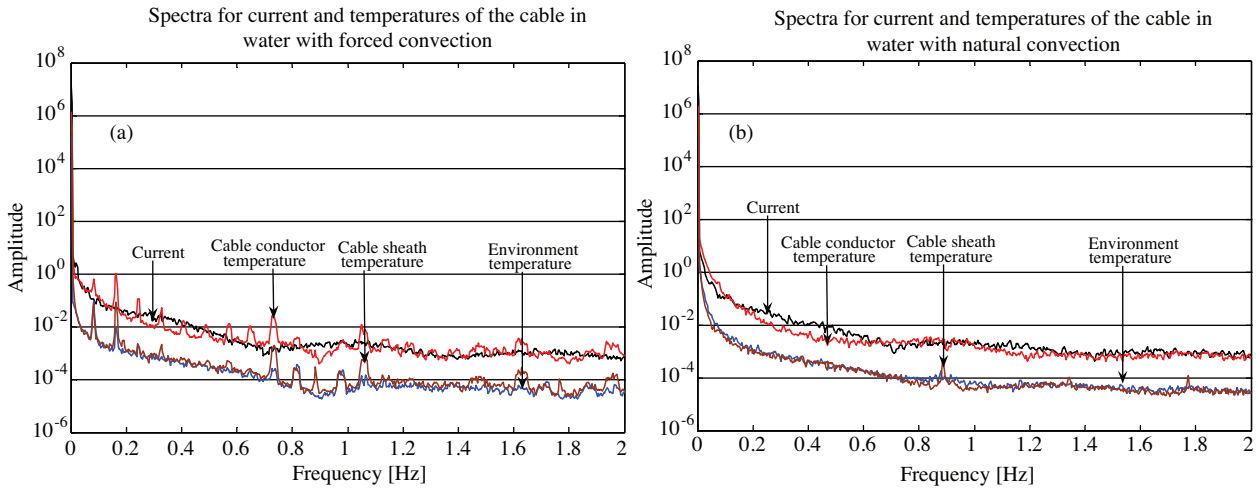 Spectra for current and temperatures of the cable in
water with forced convection
10^8
10^6
10^4
10^2
10^0
10^-2
10^-4
10^-6
Amplitude
(a)
Current
Cable conductor
temperature
Cable sheath
temperature
Environment
temperature
0 0.2 0.4 0.6 0.8 1 1.2 1.4 1.6 1.8 2
Frequency [Hz]
Spectra for current and temperatures of the cable in
water with natural convection
10^8
10^6
10^4
10^2
10^0
10^-2
10^-4
10^-6
Amplitude
(b)
Current
Cable conductor
temperature
Cable sheath
temperature
Environment
temperature
0 0.2 0.4 0.6 0.8 1 1.2 1.4 1.6 1.8 2
Frequency [Hz]